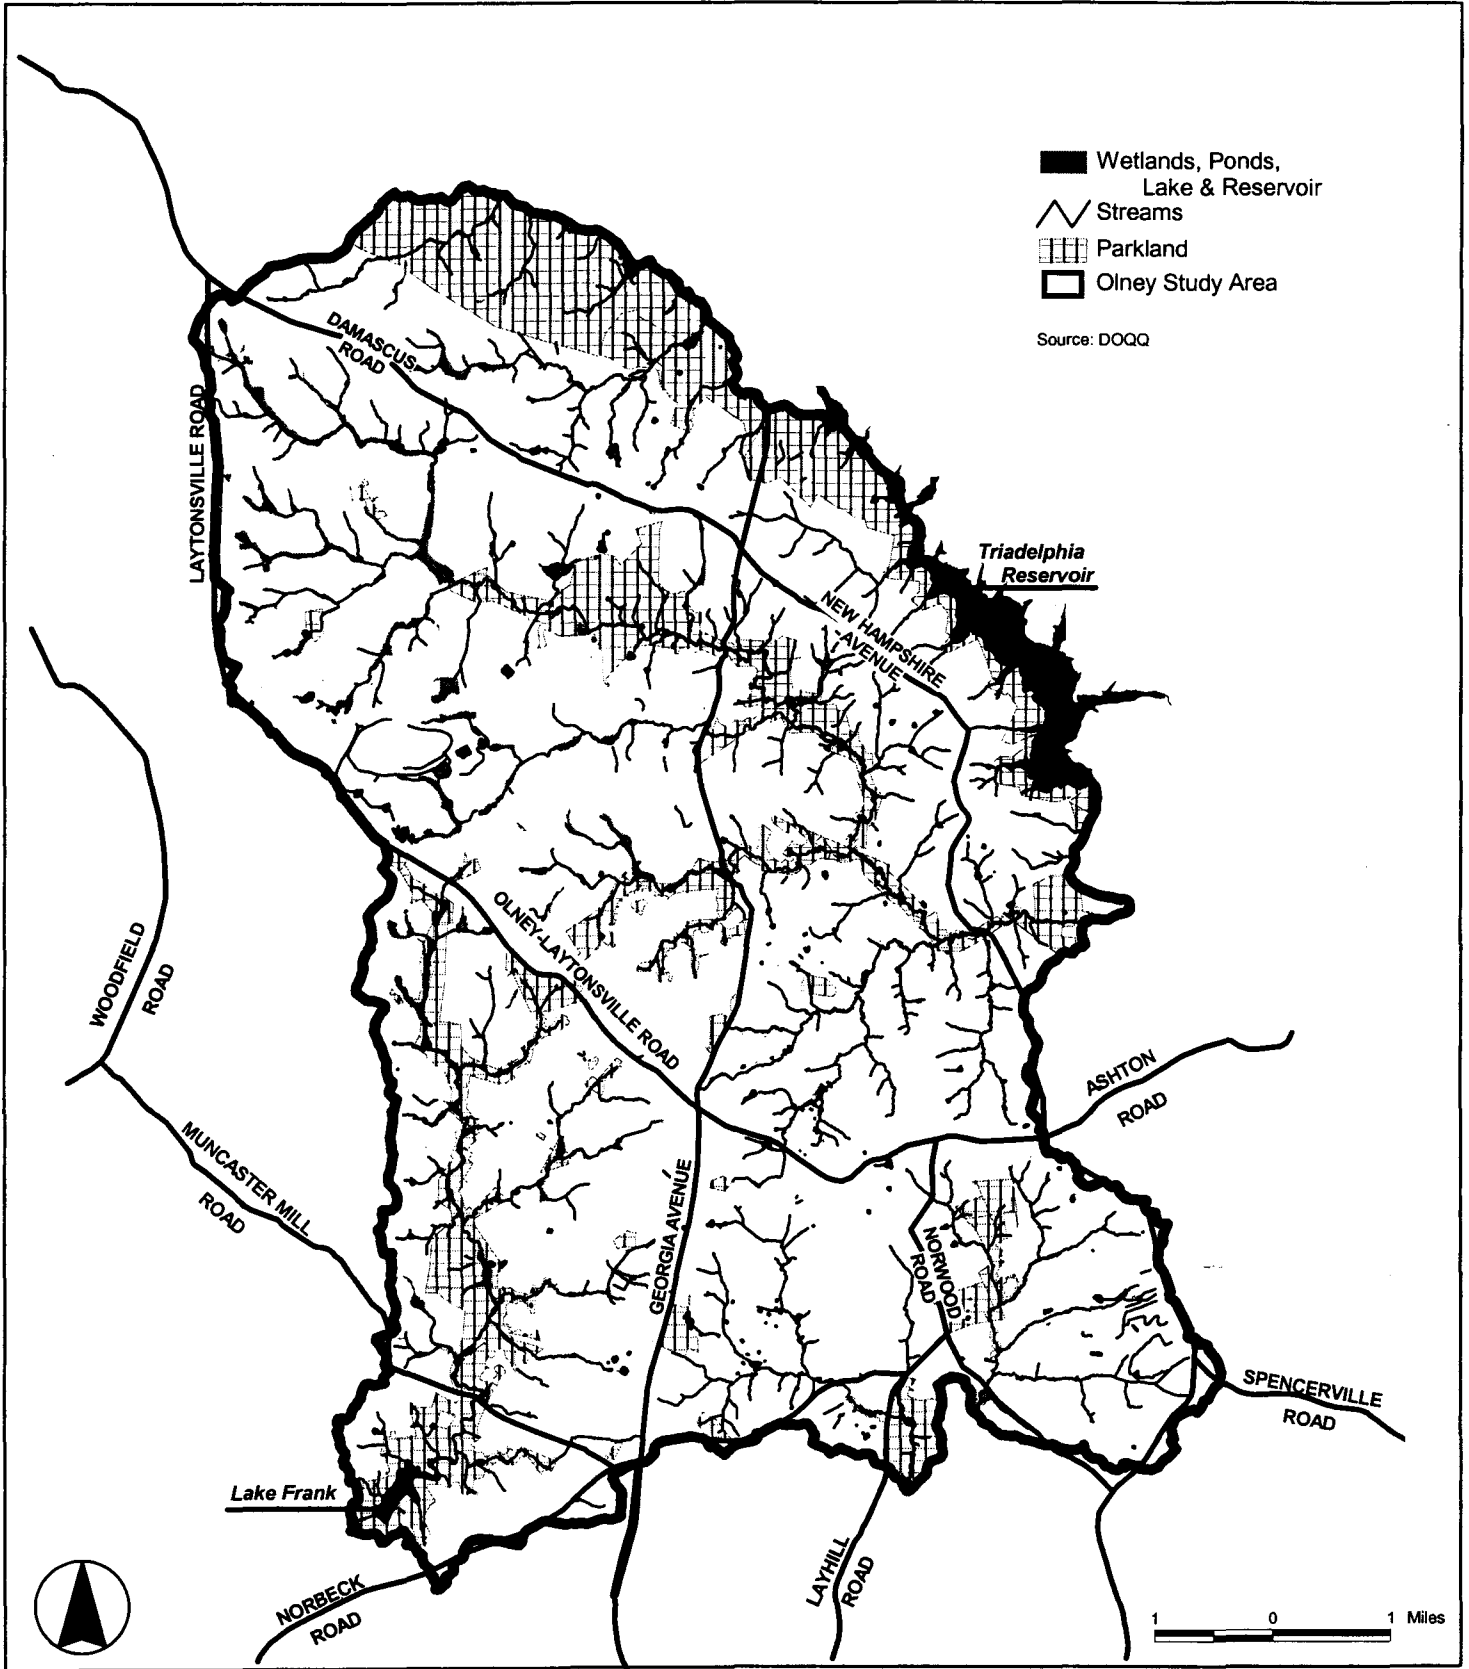 Wetlands, Ponds,
Lake & Reservoir
Streams
Parkland
Olney Study Area
Source: DOQQ
DAMASCUS
ROAD
LAYTONSVILLE ROAD
Triadelphia
Reservoir
NEW HAMPSHIRE
AVENUE
OLNEY-LAYTONSVILLE ROAD
WOODFIELD
ROAD
ASHTON
ROAD
MUNCASTER MILL
ROAD
GEORGIA AVENUE
NORWOOD
ROAD
SPENCERVILLE
ROAD
Lake Frank
LAYHILL
ROAD
NORBECK
ROAD
1 0 1 Miles